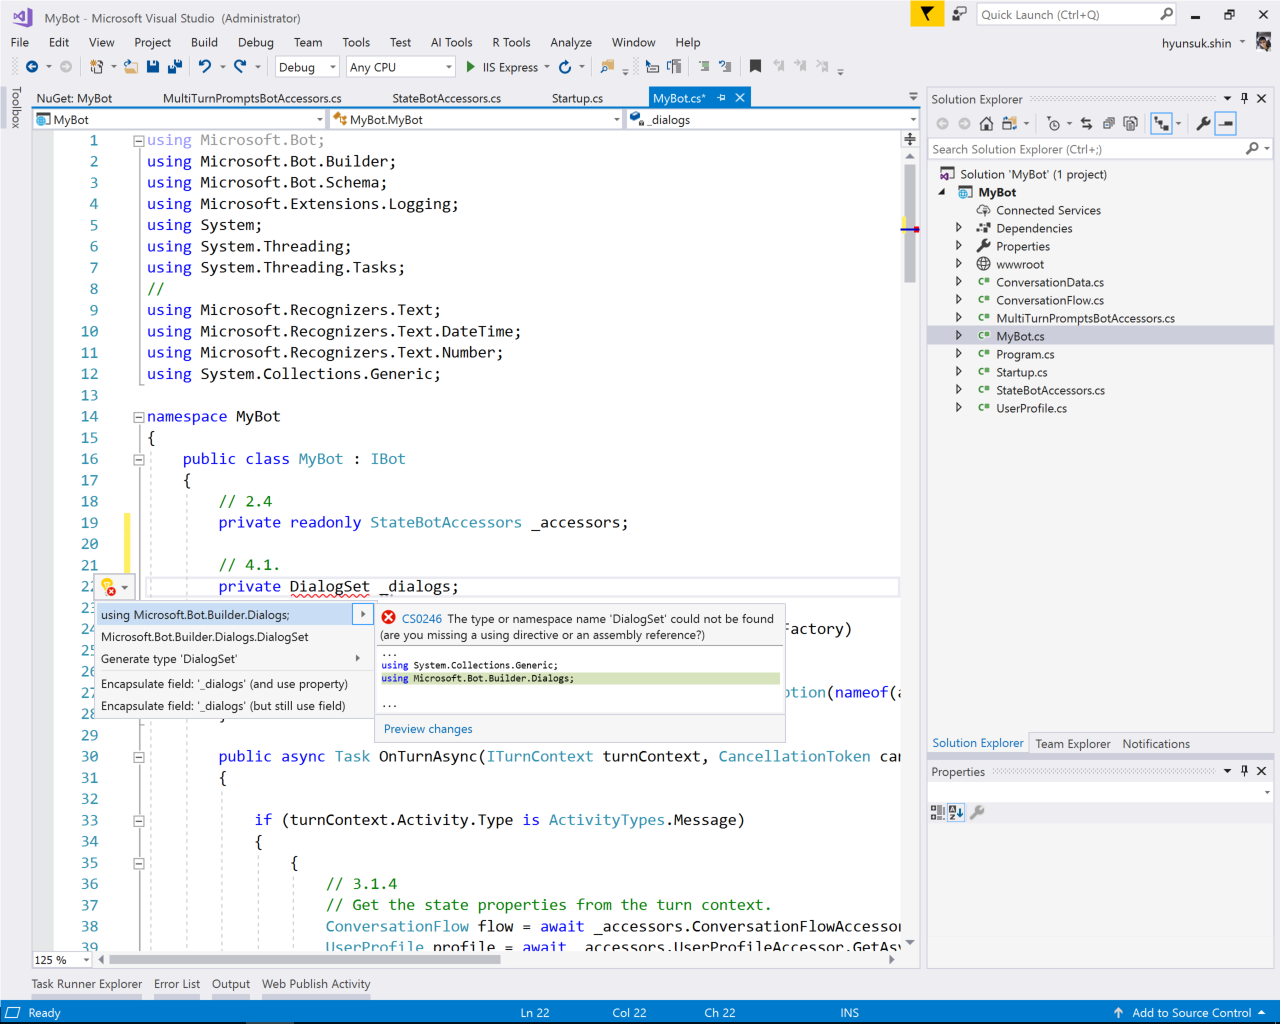 MyBot - Microsoft Visual Studio (Administrator)
Quick Launch (Ctrl+Q)
File Edit View Project Build Debug Team Tools Test AI Tools R Tools Analyze Window Help
hyunsuk.shin
Debug Any CPU IIS Express
Toolbox
NuGet: MyBot MultiTurnPromptsBotAccessors.cs StateBotAccessors.cs Startup.cs MyBot.cs*
MyBot MyBot.MyBot _dialogs
1 using Microsoft.Bot;
2 using Microsoft.Bot.Builder;
3 using Microsoft.Bot.Schema;
4 using Microsoft.Extensions.Logging;
5 using System;
6 using System.Threading;
7 using System.Threading.Tasks;
8 //
9 using Microsoft.Recognizers.Text;
10 using Microsoft.Recognizers.Text.DateTime;
11 using Microsoft.Recognizers.Text.Number;
12 using System.Collections.Generic;
13
14 namespace MyBot
15 {
16 public class MyBot : IBot
17 {
18 // 2.4
19 private readonly StateBotAccessors _accessors;
20
21 // 4.1.
22 private DialogSet _dialogs;
23
24 Factory)
25
26
27 ption(nameof(a
28
29
30 public async Task OnTurnAsync(ITurnContext turnContext, CancellationToken can
31 {
32
33 if (turnContext.Activity.Type is ActivityTypes.Message)
34 {
35 {
36 // 3.1.4
37 // Get the state properties from the turn context.
38 ConversationFlow flow = await _accessors.ConversationFlowAccessor
39 UserProfile profile = await _accessors.UserProfileAccessor.GetAsy
using Microsoft.Bot.Builder.Dialogs;
Microsoft.Bot.Builder.Dialogs.DialogSet
Generate type 'DialogSet'
Encapsulate field: '_dialogs' (and use property)
Encapsulate field: '_dialogs' (but still use field)
CS0246 The type or namespace name 'DialogSet' could not be found
(are you missing a using directive or an assembly reference?)
...
using System.Collections.Generic;
using Microsoft.Bot.Builder.Dialogs;
...
Preview changes
125 %
Task Runner Explorer Error List Output Web Publish Activity
Ready Ln 22 Col 22 Ch 22 INS Add to Source Control
Solution Explorer
Search Solution Explorer (Ctrl+;)
Solution 'MyBot' (1 project)
MyBot
Connected Services
Dependencies
Properties
wwwroot
C# ConversationData.cs
C# ConversationFlow.cs
C# MultiTurnPromptsBotAccessors.cs
C# MyBot.cs
C# Program.cs
C# Startup.cs
C# StateBotAccessors.cs
C# UserProfile.cs
Solution Explorer Team Explorer Notifications
Properties